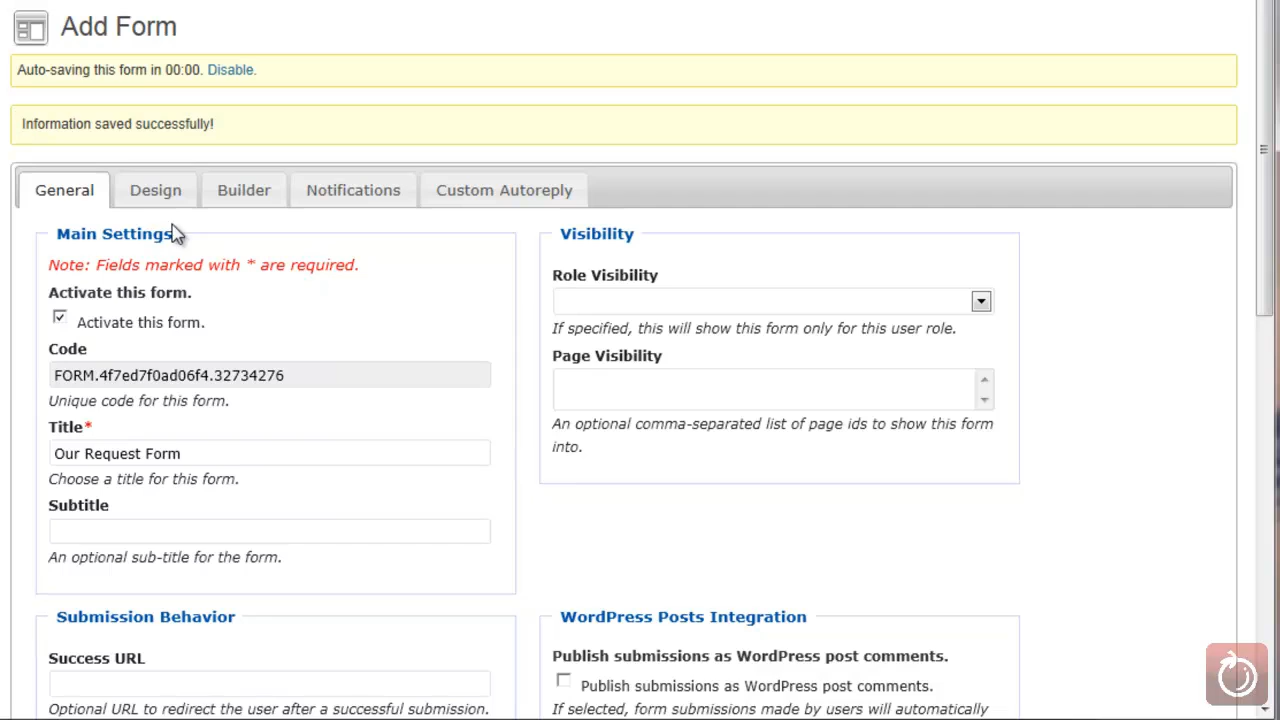 Add Form
Auto-saving this form in 00:00. Disable.
Information saved successfully!
General Design Builder Notifications Custom Autoreply
Main Settings
Note: Fields marked with * are required.
Activate this form.
Activate this form.
Code
FORM.4f7ed7f0ad06f4.32734276
Unique code for this form.
Title*
Our Request Form
Choose a title for this form.
Subtitle
An optional sub-title for the form.
Visibility
Role Visibility
If specified, this will show this form only for this user role.
Page Visibility
An optional comma-separated list of page ids to show this form
into.
Submission Behavior
Success URL
Optional URL to redirect the user after a successful submission.
WordPress Posts Integration
Publish submissions as WordPress post comments.
Publish submissions as WordPress post comments.
If selected, form submissions made by users will automatically